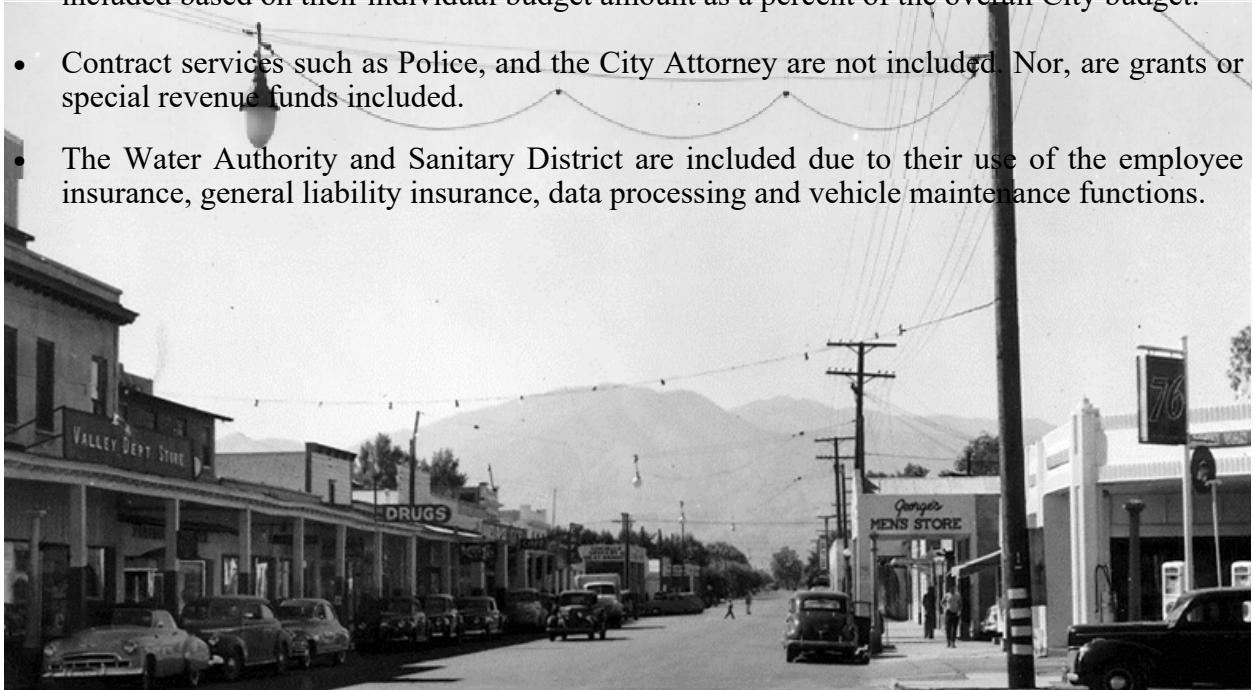 included based on their individual budget amount as a percent of the overall City budget.
• Contract services such as Police, and the City Attorney are not included. Nor, are grants or
special revenue funds included.
• The Water Authority and Sanitary District are included due to their use of the employee
insurance, general liability insurance, data processing and vehicle maintenance functions.
VALLEY DEPT STORE
DRUGS
76
George's
MEN'S STORE